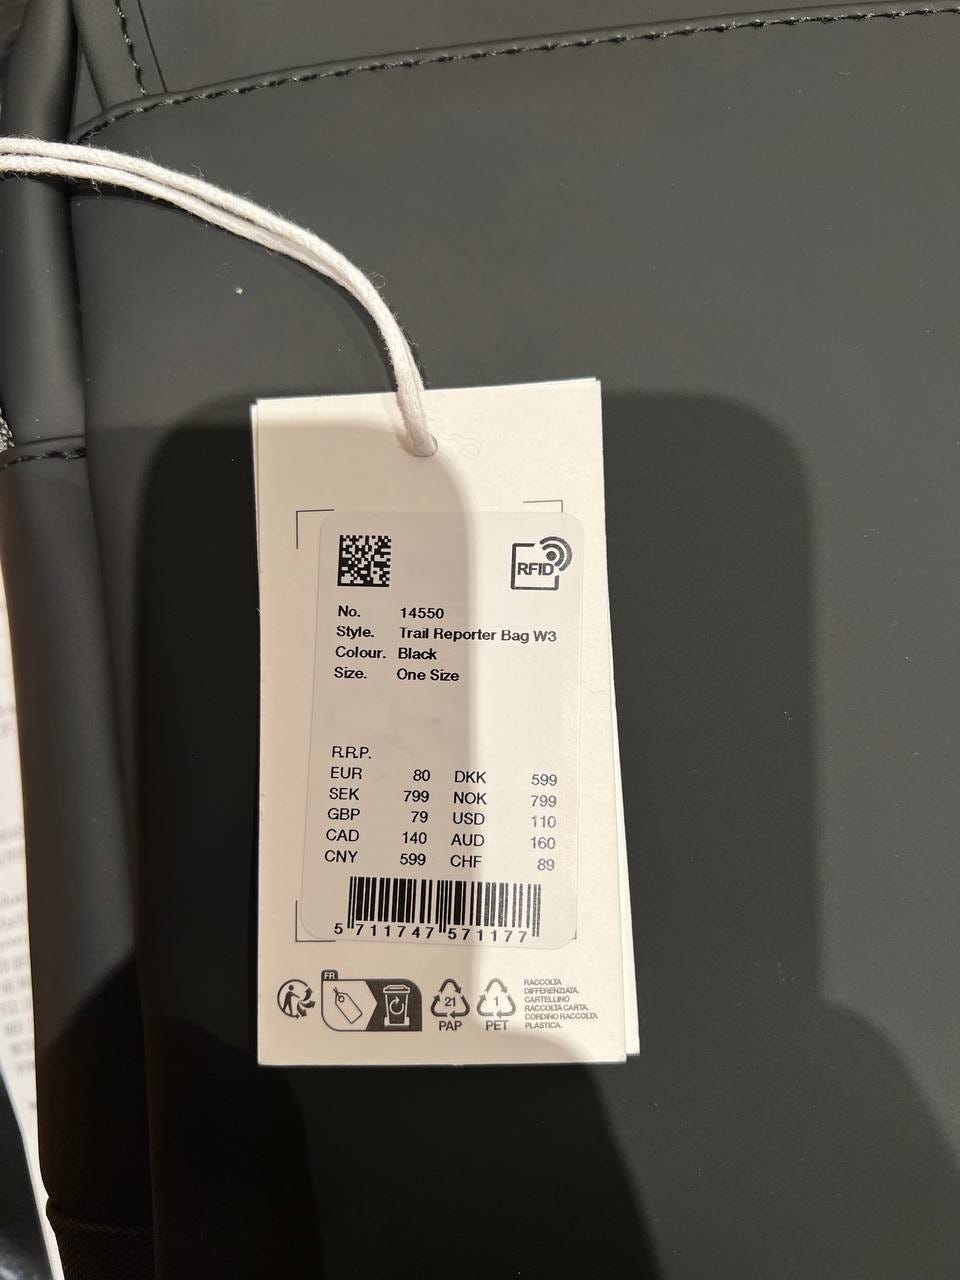 RFID
No. 14550
Style. Trail Reporter Bag W3
Colour. Black
Size. One Size
R.R.P.
EUR 80 DKK 599
SEK 799 NOK 799
GBP 79 USD 110
CAD 140 AUD 160
CNY 599 CHF 89
5 711747 571177
FR
21
PAP
1
PET
RACCOLTA
DIFFERENZIATA.
CARTELLINO
RACCOLTA CARTA.
CORDINO RACCOLTA
PLASTICA.